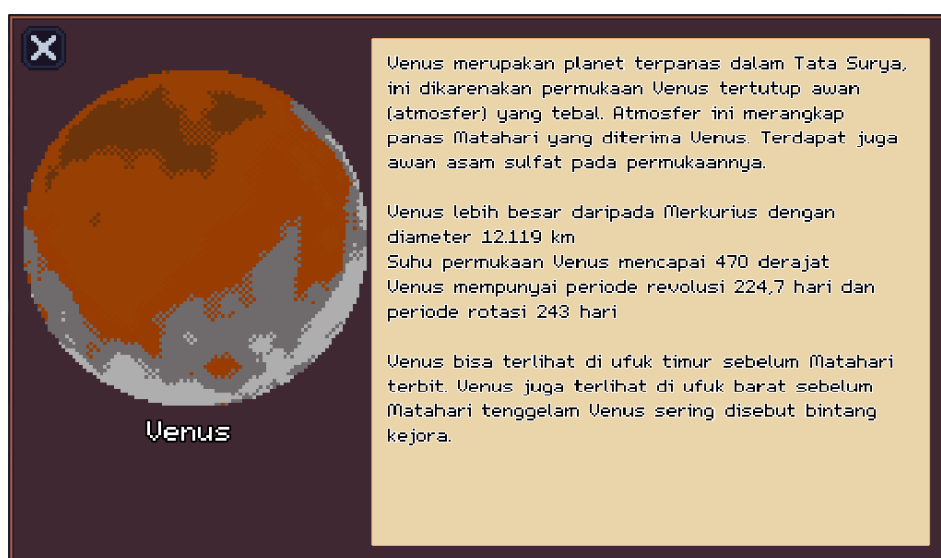 Venus merupakan planet terpanas dalam Tata Surya,
ini dikarenakan permukaan Venus tertutup awan
(atmosfer) yang tebal. Atmosfer ini merangkap
panas Matahari yang diterima Venus. Terdapat juga
awan asam sulfat pada permukaannya.
Venus lebih besar daripada Merkurius dengan
diameter 12.119 km
Suhu permukaan Venus mencapai 470 derajat
Venus mempunyai periode revolusi 224,7 hari dan
periode rotasi 243 hari
Venus bisa terlihat di ufuk timur sebelum Matahari
terbit. Venus juga terlihat di ufuk barat sebelum
Matahari tenggelam Venus sering disebut bintang
kejora.
Venus